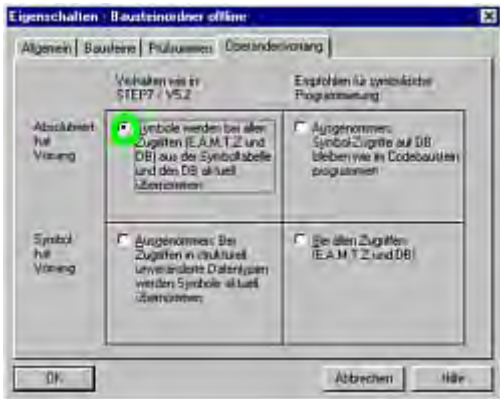 Eigenschaften - Bausteinordner offline
Allgemein | Bausteine | Prüfsummen | Operandenvorrang
Verhalten wie in
STEP7 / V5.2
Empfohlen für symbolische
Programmierung
Absolutwert
hat
Vorrang
Symbole werden bei allen
Zugriffen (E,A,M,T,Z und
DB) aus der Symboltabelle
und den DB aktuell
übernommen
Ausgenommen:
Symbol-Zugriffe auf DB
bleiben wie im Codebaustein
programmiert
Symbol
hat
Vorrang
Ausgenommen: Bei
Zugriffen in strukturell
unveränderte Datentypen
werden Symbole aktuell
übernommen
Bei allen Zugriffen
(E,A,M,T,Z und DB)
OK
Abbrechen
Hilfe